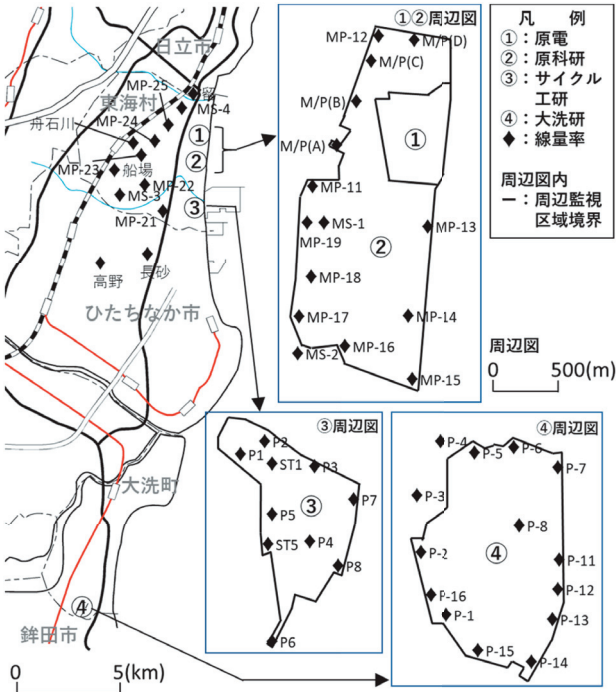 日立市
MP-25
留
MS-4
東海村
MP-24
舟石川
①
②
MP-23
船場
MP-22
MS-3
③
MP-21
長砂
高野
ひたちなか市
大洗町
④
鉾田市
0 5(km)
①②周辺図
MP-12
M/P(D)
M/P(C)
M/P(B)
①
M/P(A)
MP-11
MS-1
MP-13
MP-19
②
MP-18
MP-17
MP-14
MS-2
MP-16
MP-15
凡 例
①：原電
②：原科研
③：サイクル
工研
④：大洗研
◆：線量率
周辺図内
ー：周辺監視
区域境界
周辺図
0 500(m)
③周辺図
P2
P1
ST1
P3
P7
③
P5
ST5
P4
P8
P6
④周辺図
P-4
P-5
P-6
P-7
P-3
P-8
④
P-2
P-11
P-12
P-16
P-1
P-13
P-15
P-14